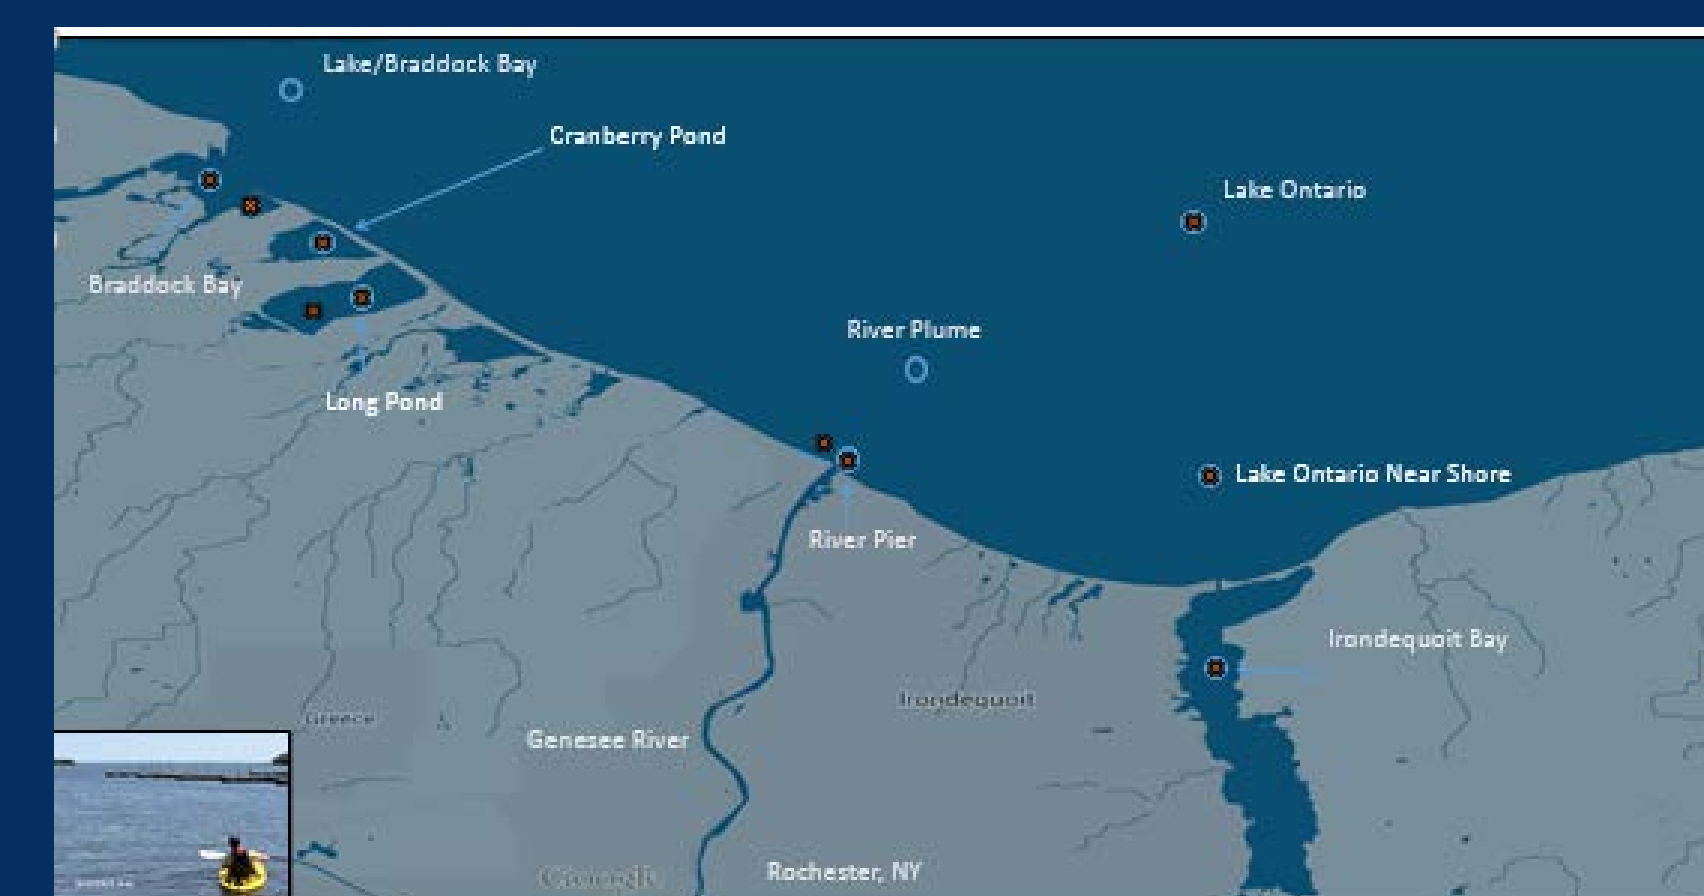 Lake/Braddock Bay
Cranberry Pond
Lake Ontario
Braddock Bay
River Plume
Long Pond
Lake Ontario Near Shore
River Pier
Irondequoit Bay
Irondequoit
Greece
Genesee River
Rochester, NY
Google